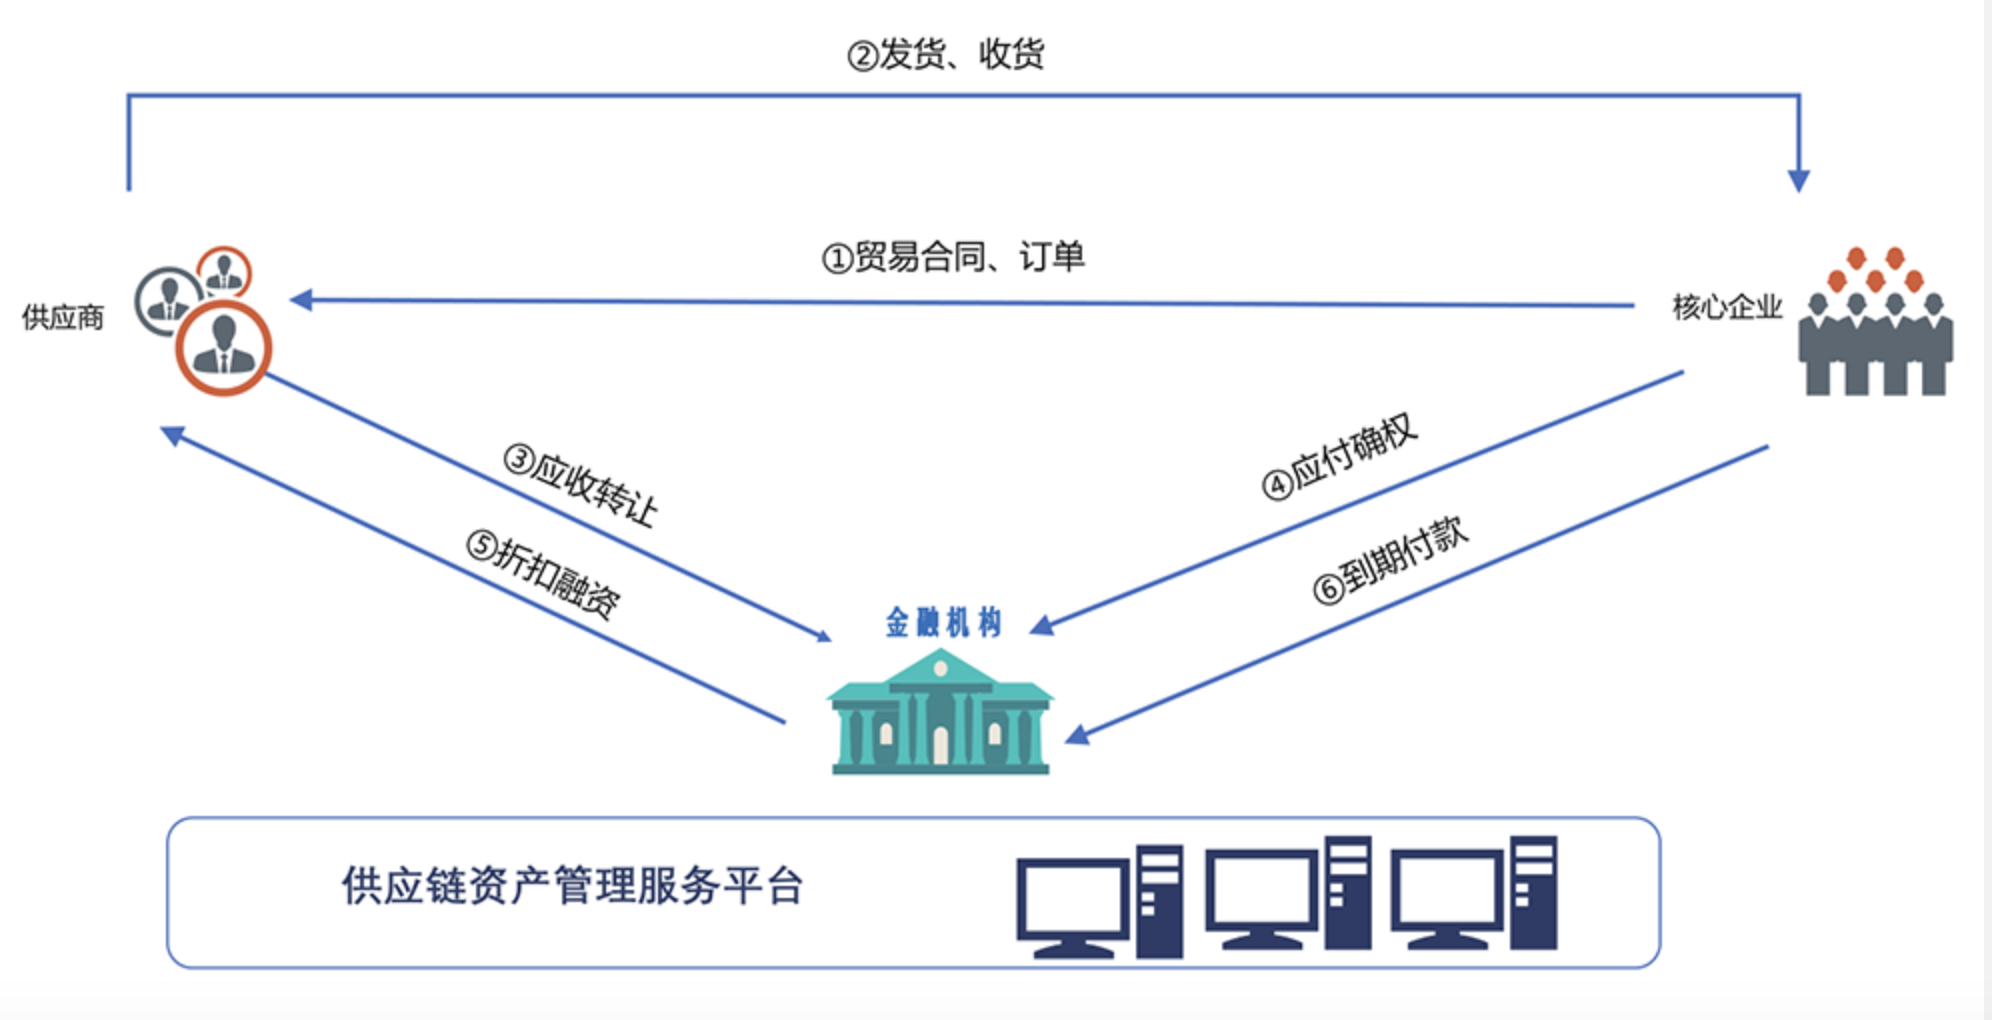 ②发货、收货
①贸易合同、订单
供应商
核心企业
③应收转让
④应付确权
⑤折扣融资
⑥到期付款
金融机构
供应链资产管理服务平台